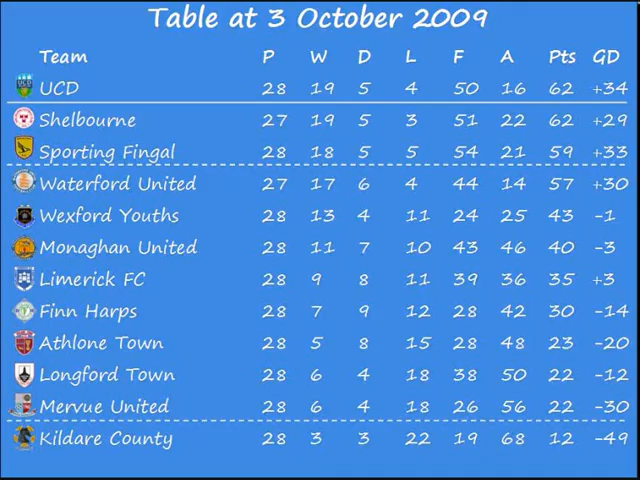 Table at 3 October 2009
Team P W D L F A Pts GD
UCD 28 19 5 4 50 16 62 +34
Shelbourne 27 19 5 3 51 22 62 +29
Sporting Fingal 28 18 5 5 54 21 59 +33
Waterford United 27 17 6 4 44 14 57 +30
Wexford Youths 28 13 4 11 24 25 43 -1
Monaghan United 28 11 7 10 43 46 40 -3
Limerick FC 28 9 8 11 39 36 35 +3
Finn Harps 28 7 9 12 28 42 30 -14
Athlone Town 28 5 8 15 28 48 23 -20
Longford Town 28 6 4 18 38 50 22 -12
Mervue United 28 6 4 18 26 56 22 -30
Kildare County 28 3 3 22 19 68 12 -49